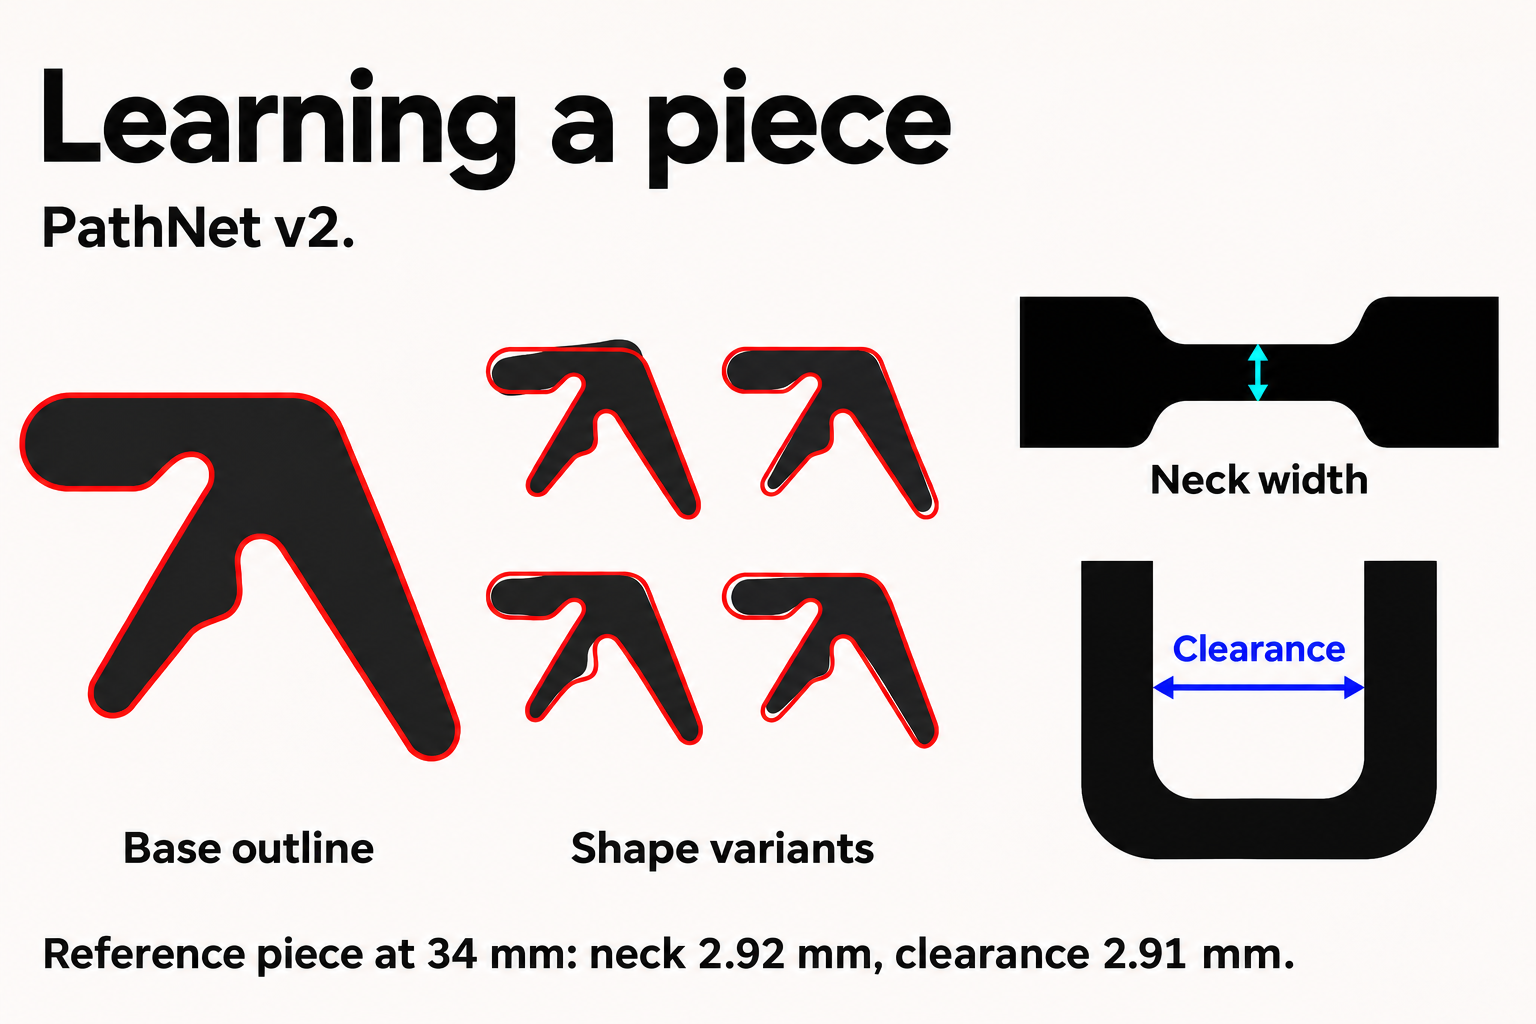 Learning a piece
PathNet v2.
Neck width
Clearance
Base outline
Shape variants
Reference piece at 34 mm: neck 2.92 mm, clearance 2.91 mm.